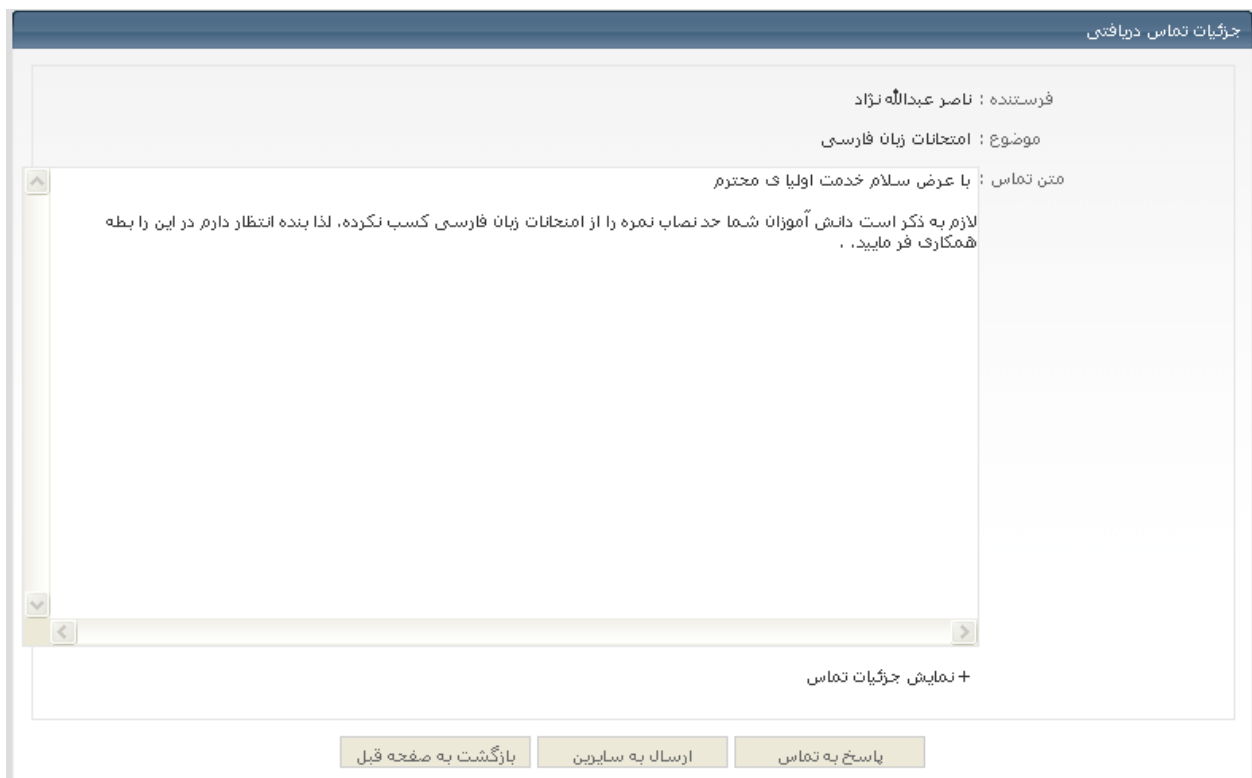 جزئیات تماس دریافتی
فرستنده : ناصر عبدالله نژاد
موضوع : امتحانات زبان فارسی
متن تماس : با عرض سلام خدمت اولیا ی محترم
لازم به ذکر است دانش آموزان شما حد نصاب نمره را از امتحانات زبان فارسی کسب نکرده، لذا بنده انتظار دارم در این را بطه
همکاری فر مایید، .
+ نمایش جزئیات تماس
پاسخ به تماس ارسال به سایرین بازگشت به صفحه قبل